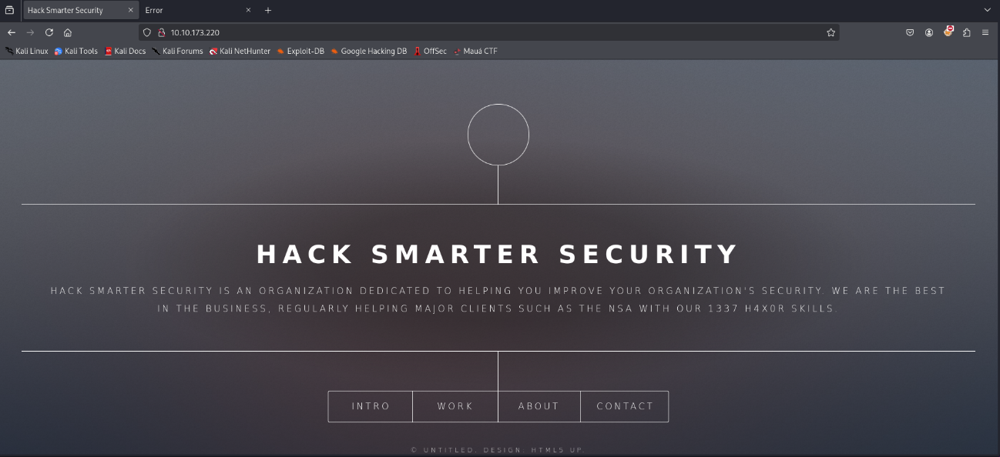 Hack Smarter Security
Error
10.10.173.220
Kali Linux Kali Tools Kali Docs Kali Forums Kali NetHunter Exploit-DB Google Hacking DB OffSec Mauá CTF
HACK SMARTER SECURITY
HACK SMARTER SECURITY IS AN ORGANIZATION DEDICATED TO HELPING YOU IMPROVE YOUR ORGANIZATION'S SECURITY. WE ARE THE BEST
IN THE BUSINESS, REGULARLY HELPING MAJOR CLIENTS SUCH AS THE NSA WITH OUR 1337 H4X0R SKILLS.
INTRO WORK ABOUT CONTACT
© UNTITLED. DESIGN: HTML5 UP.